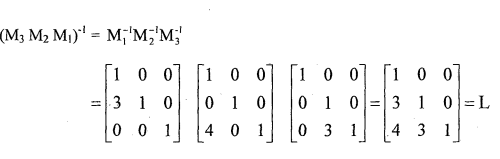 (M₃ M₂ M₁)⁻¹ = M₁⁻¹M₂⁻¹M₃⁻¹
= [1 0 0] [1 0 0] [1 0 0] [1 0 0]
[3 1 0] · [0 1 0] [0 1 0] = [3 1 0] = L
[0 0 1] [4 0 1] [0 3 1] [4 3 1]